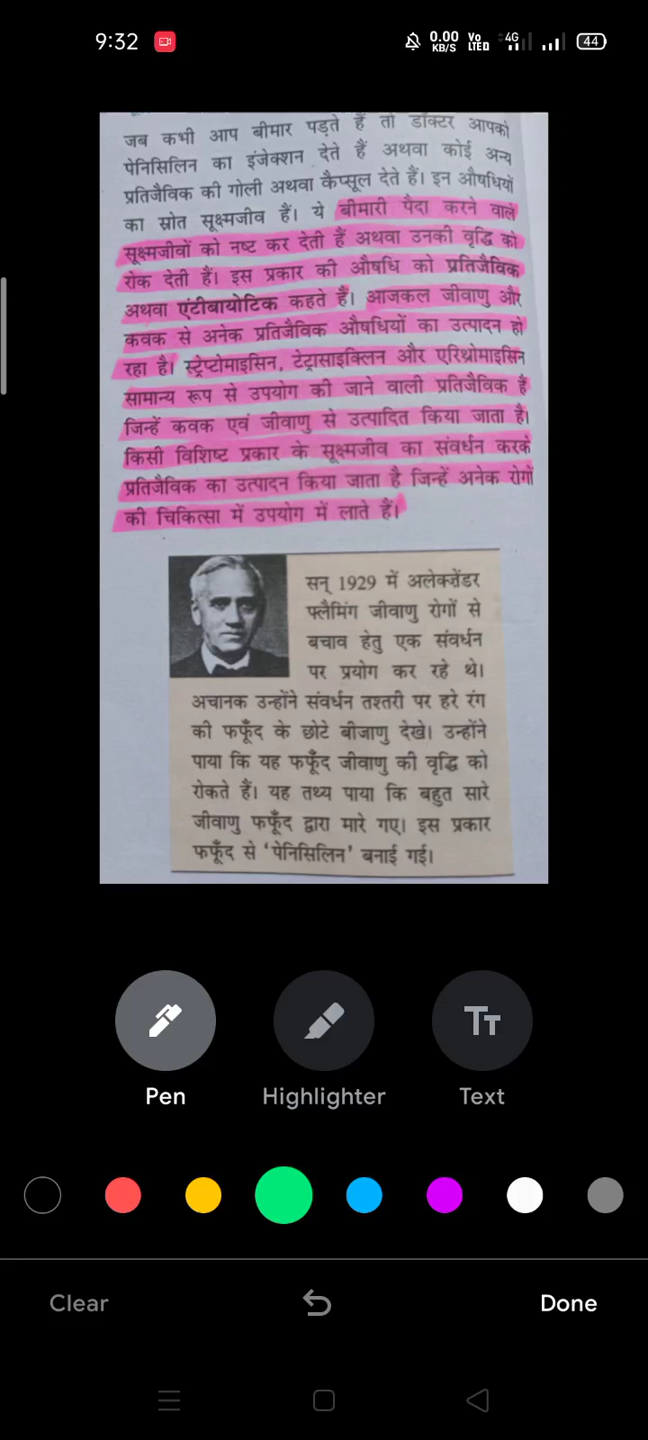 9:32
0.00 KB/S
Vo LTED
4G
44
जब कभी आप बीमार पड़ते हैं तो डॉक्टर आपको
पेनिसिलिन का इंजेक्शन देते हैं अथवा कोई अन्य
प्रतिजैविक की गोली अथवा कैप्सूल देते हैं। इन औषधियों
का स्रोत सूक्ष्मजीव हैं। ये बीमारी पैदा करने वाले
सूक्ष्मजीवों को नष्ट कर देती हैं अथवा उनकी वृद्धि को
रोक देती हैं। इस प्रकार की औषधि को प्रतिजैविक
अथवा एंटीबायोटिक कहते हैं। आजकल जीवाणु और
कवक से अनेक प्रतिजैविक औषधियों का उत्पादन हो
रहा है। स्ट्रेप्टोमाइसिन, टेट्रासाइक्लिन और एरिथ्रोमाइसिन
सामान्य रूप से उपयोग की जाने वाली प्रतिजैविक हैं
जिन्हें कवक एवं जीवाणु से उत्पादित किया जाता है।
किसी विशिष्ट प्रकार के सूक्ष्मजीव का संवर्धन करके
प्रतिजैविक का उत्पादन किया जाता है जिन्हें अनेक रोगों
की चिकित्सा में उपयोग में लाते हैं।
सन् 1929 में अलेक्ज़ेंडर
फ्लैमिंग जीवाणु रोगों से
बचाव हेतु एक संवर्धन
पर प्रयोग कर रहे थे।
अचानक उन्होंने संवर्धन तश्तरी पर हरे रंग
की फफूँद के छोटे बीजाणु देखे। उन्होंने
पाया कि यह फफूँद जीवाणु की वृद्धि को
रोकते हैं। यह तथ्य पाया कि बहुत सारे
जीवाणु फफूँद द्वारा मारे गए। इस प्रकार
फफूँद से 'पेनिसिलिन' बनाई गई।
Pen
Highlighter
Text
Clear
Done